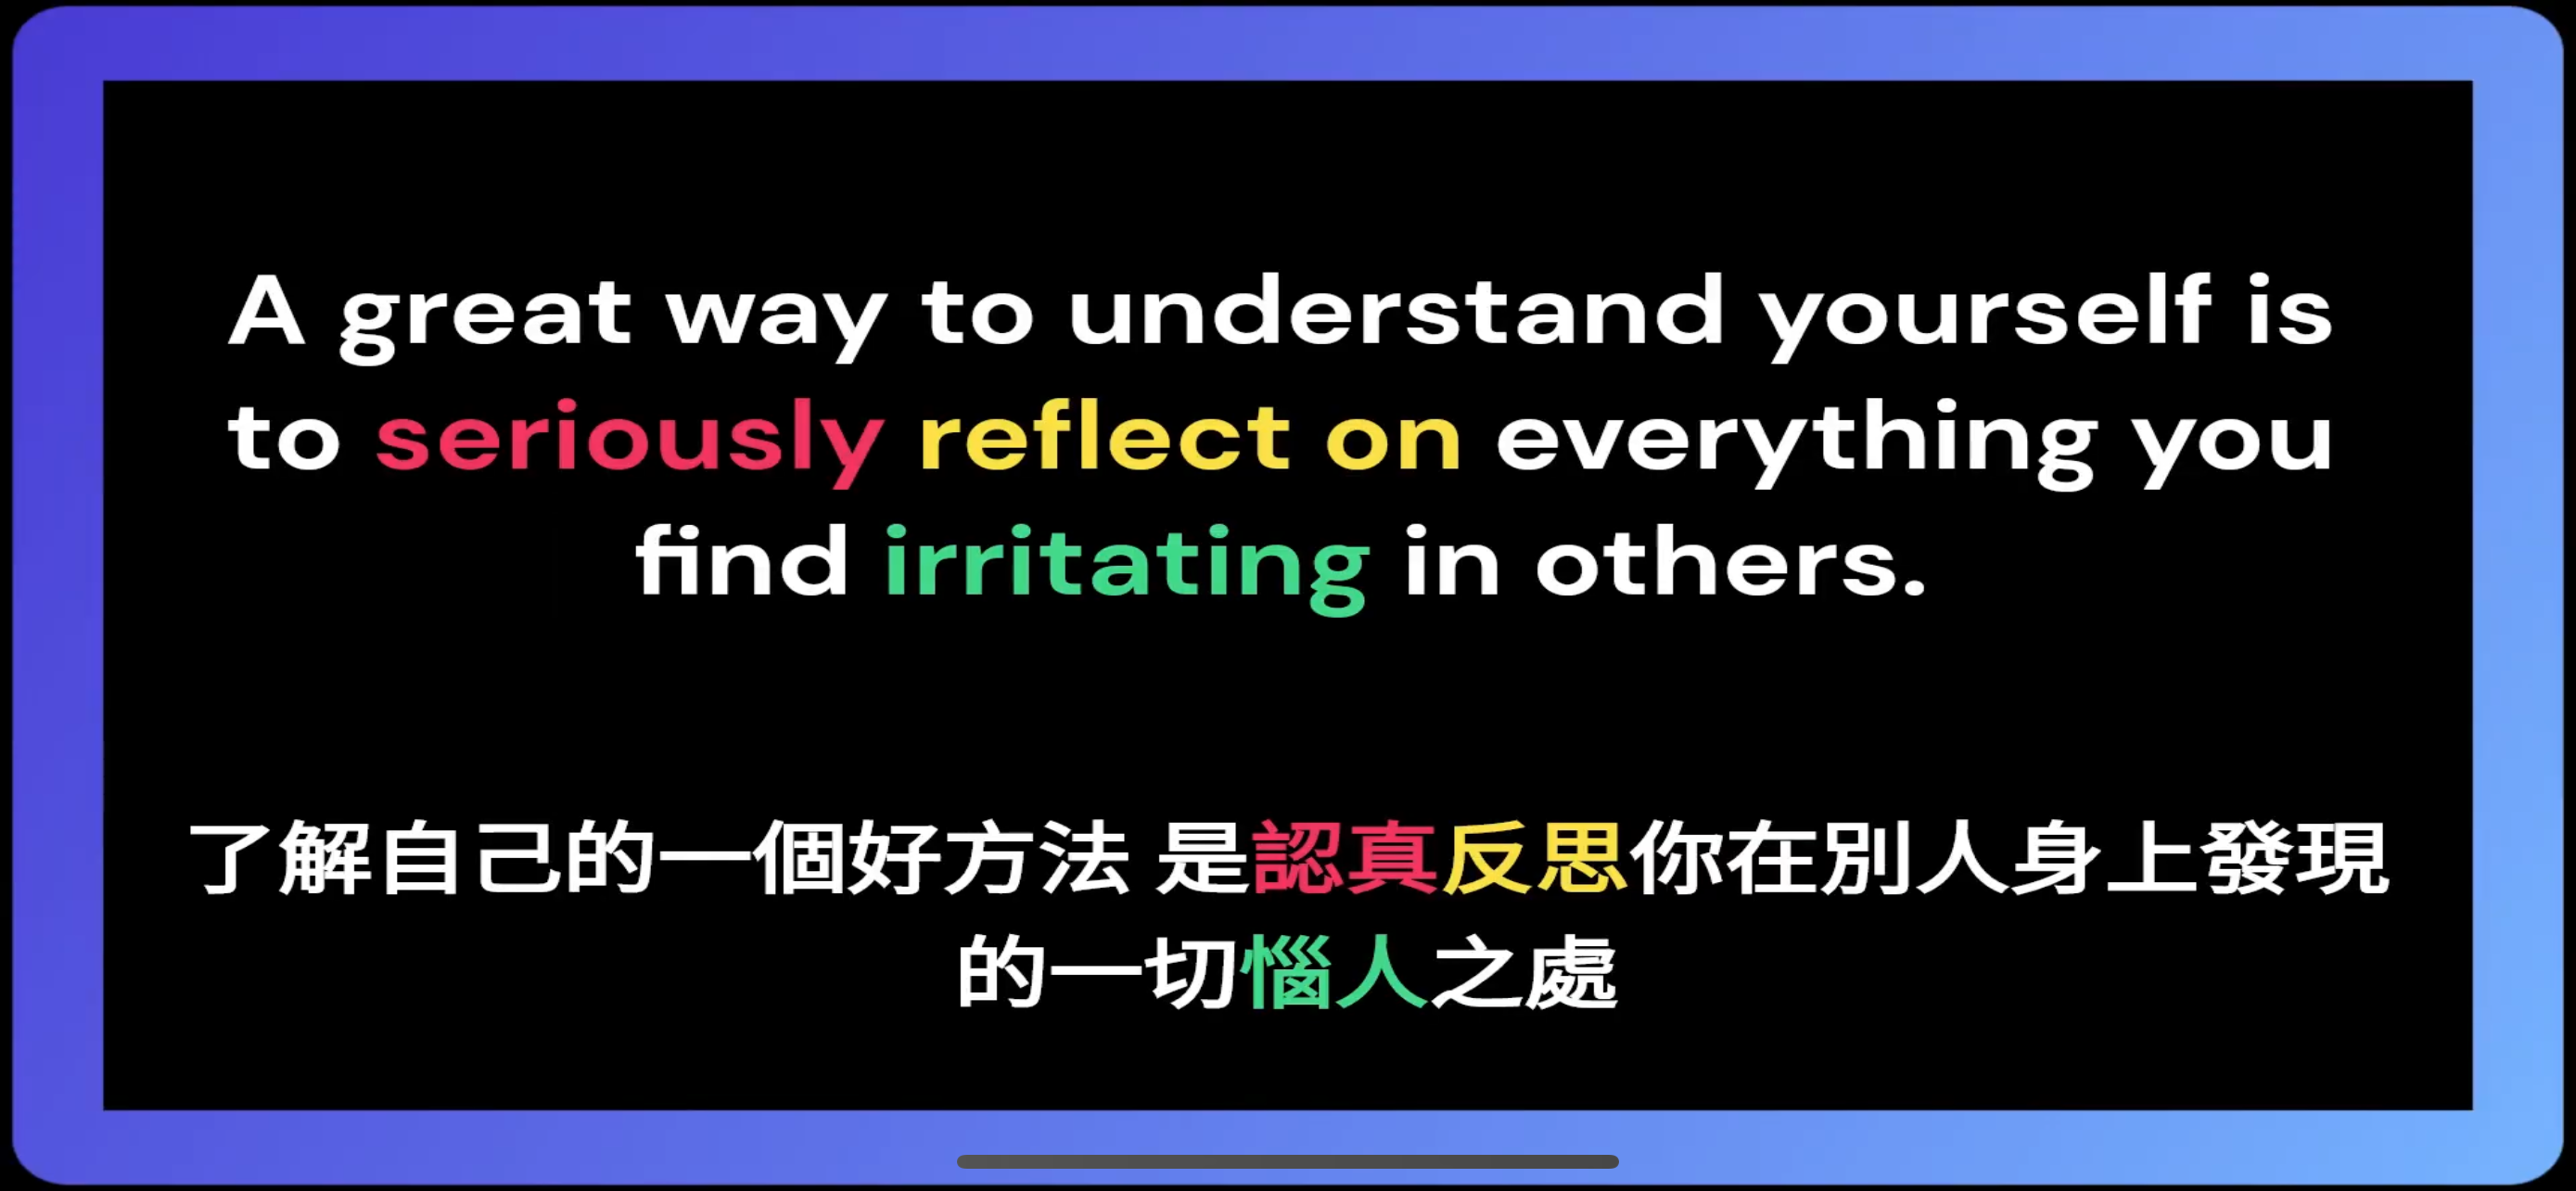 A great way to understand yourself is
to seriously reflect on everything you
find irritating in others.
了解自己的一個好方法 是認真反思你在別人身上發現
的一切惱人之處